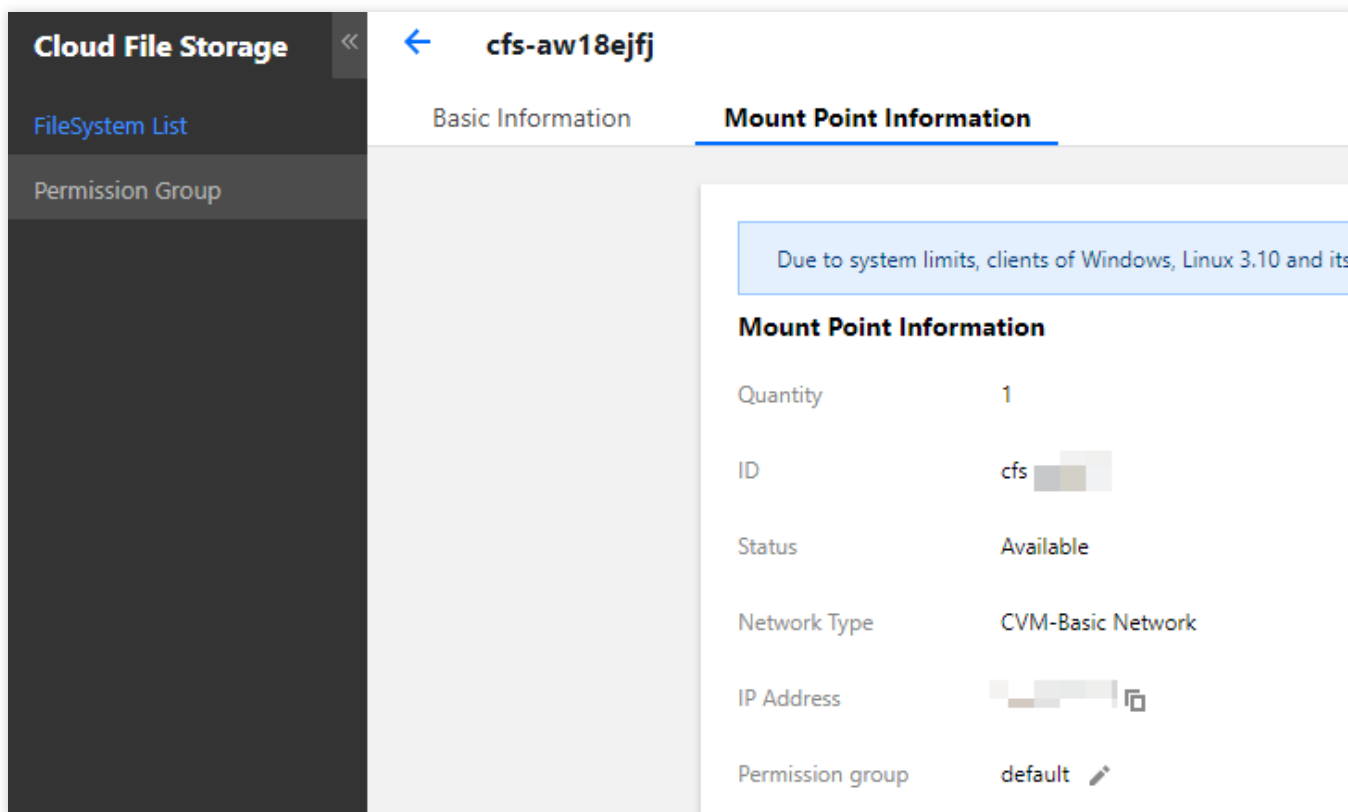 Cloud File Storage
cfs-aw18ejfj
FileSystem List
Basic Information
Mount Point Information
Permission Group
Due to system limits, clients of Windows, Linux 3.10 and its
Mount Point Information
Quantity 1
ID cfs
Status Available
Network Type CVM-Basic Network
IP Address
Permission group default